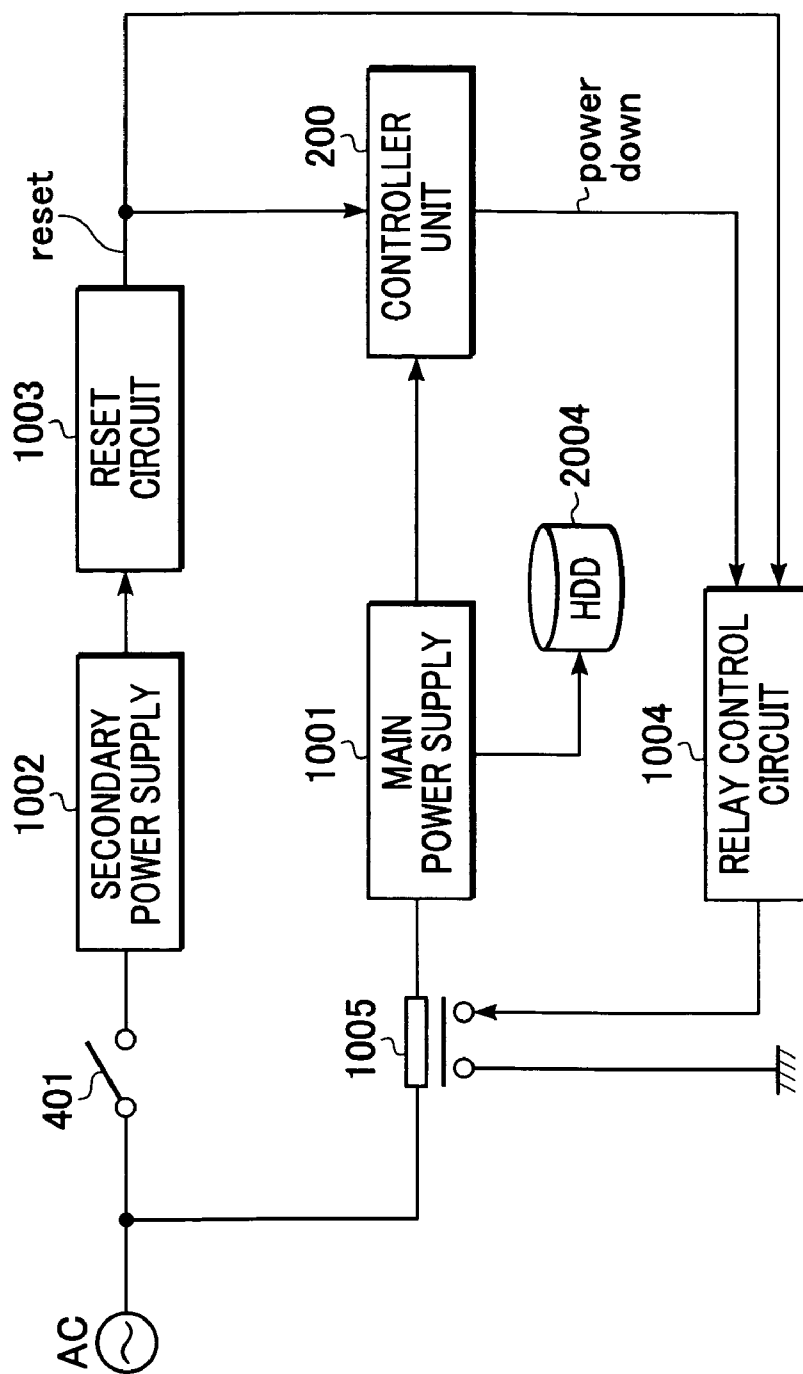 AC
401
1002
SECONDARY
POWER SUPPLY
1003
RESET
CIRCUIT
reset
1005
1001
MAIN
POWER SUPPLY
2004
HDD
200
CONTROLLER
UNIT
power
down
1004
RELAY CONTROL
CIRCUIT